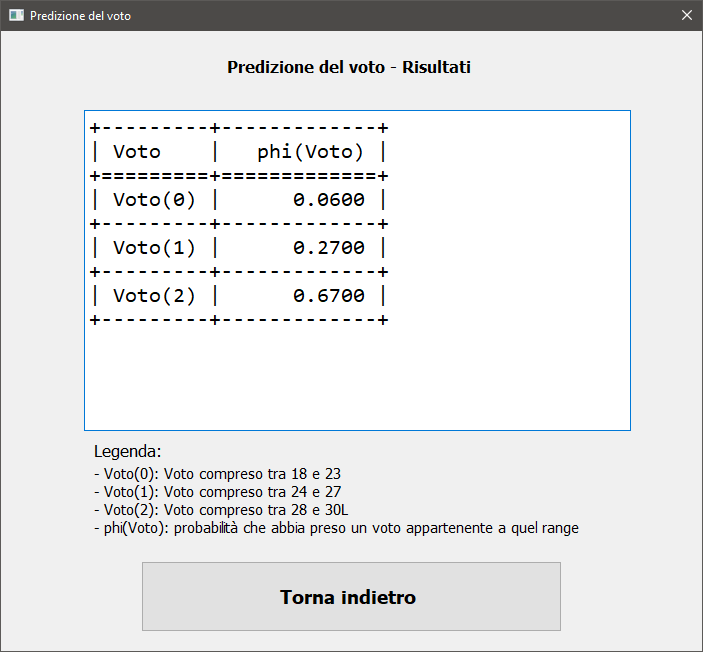 Predizione del voto
Predizione del voto - Risultati
+---------+-------------+
| Voto    |   phi(Voto) |
+=========+=============+
| Voto(0) |      0.0600 |
+---------+-------------+
| Voto(1) |      0.2700 |
+---------+-------------+
| Voto(2) |      0.6700 |
+---------+-------------+
Legenda:
- Voto(0): Voto compreso tra 18 e 23
- Voto(1): Voto compreso tra 24 e 27
- Voto(2): Voto compreso tra 28 e 30L
- phi(Voto): probabilità che abbia preso un voto appartenente a quel range
Torna indietro